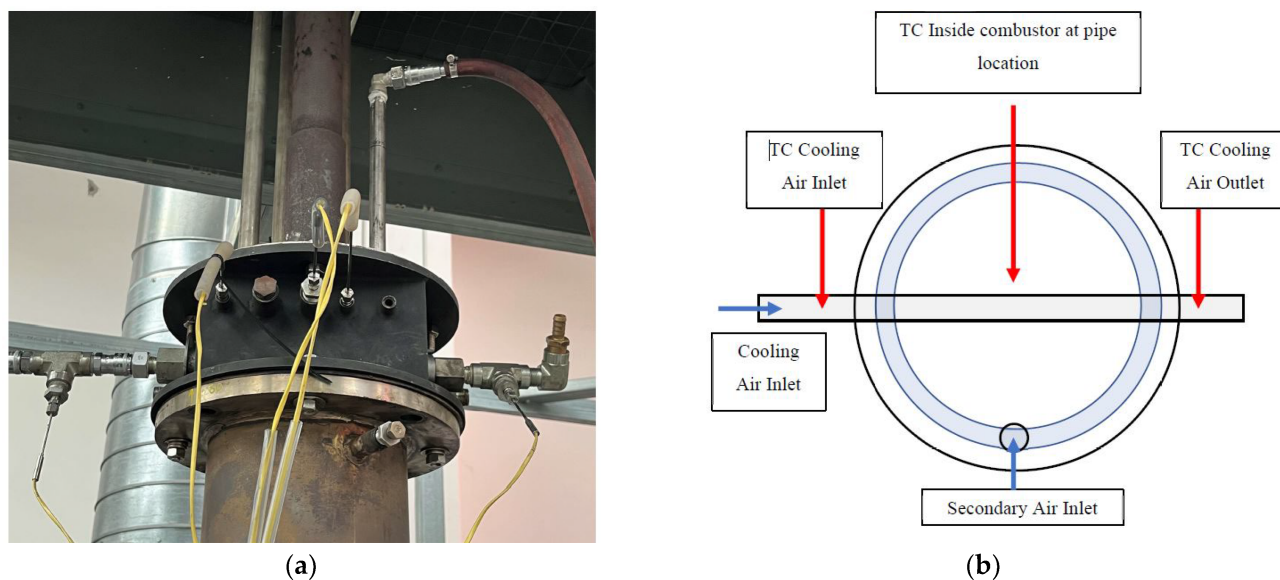 TC Inside combustor at pipe
location
TC Cooling
Air Inlet
TC Cooling
Air Outlet
Cooling
Air Inlet
Secondary Air Inlet
(a)
(b)